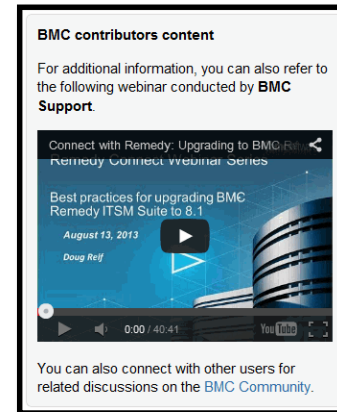 BMC contributors content
For additional information, you can also refer to
the following webinar conducted by BMC
Support.
Connect with Remedy: Upgrading to BMC R
Remedy Connect Webinar Series
Best practices for upgrading BMC
Remedy ITSM Suite to 8.1
August 13, 2013
Doug Reif
0:00 / 40:41
YouTube
You can also connect with other users for
related discussions on the BMC Community.